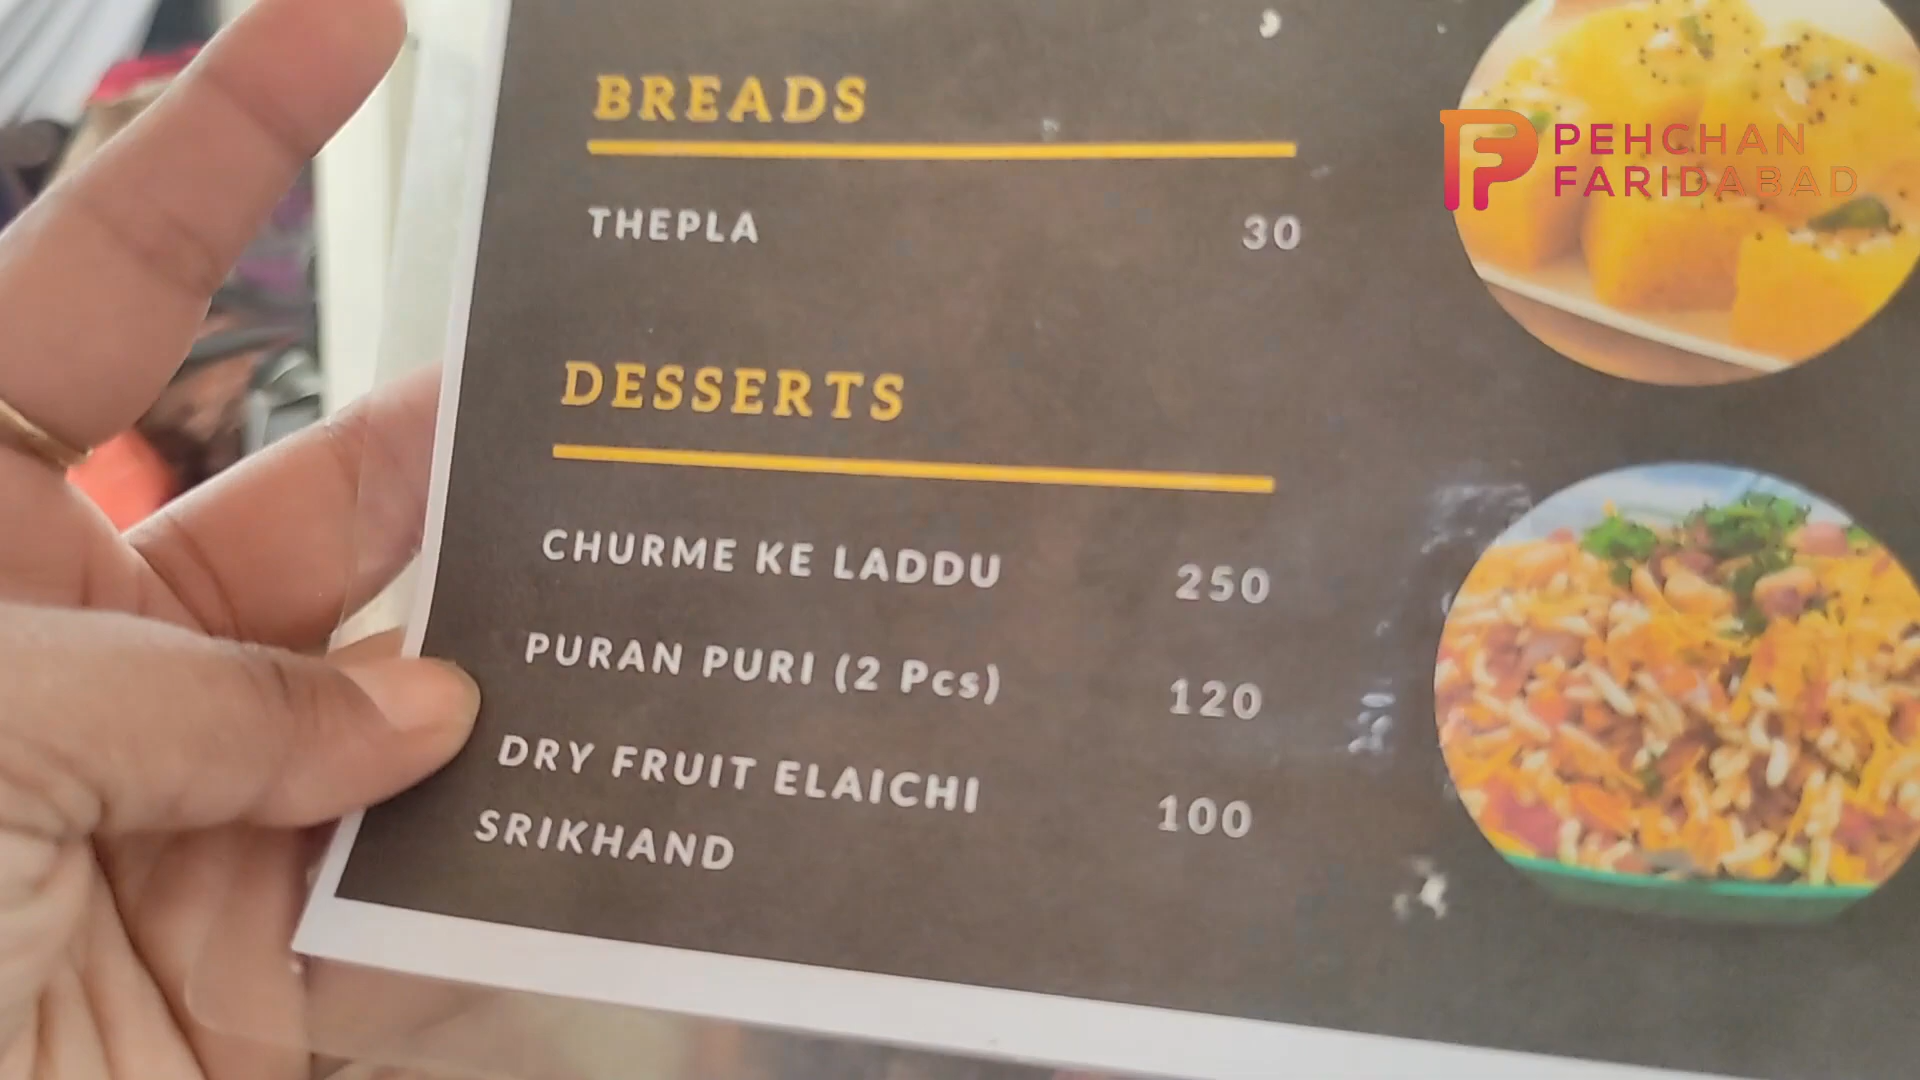 BREADS
THEPLA 30
DESSERTS
CHURME KE LADDU 250
PURAN PURI (2 Pcs) 120
DRY FRUIT ELAICHI
SRIKHAND 100
PEHCHAN
FARIDABAD